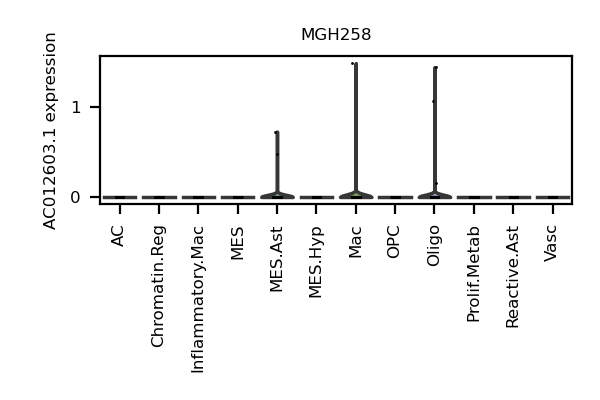 MGH258
AC012603.1 expression
1
0
AC
Chromatin.Reg
Inflammatory.Mac
MES
MES.Ast
MES.Hyp
Mac
OPC
Oligo
Prolif.Metab
Reactive.Ast
Vasc